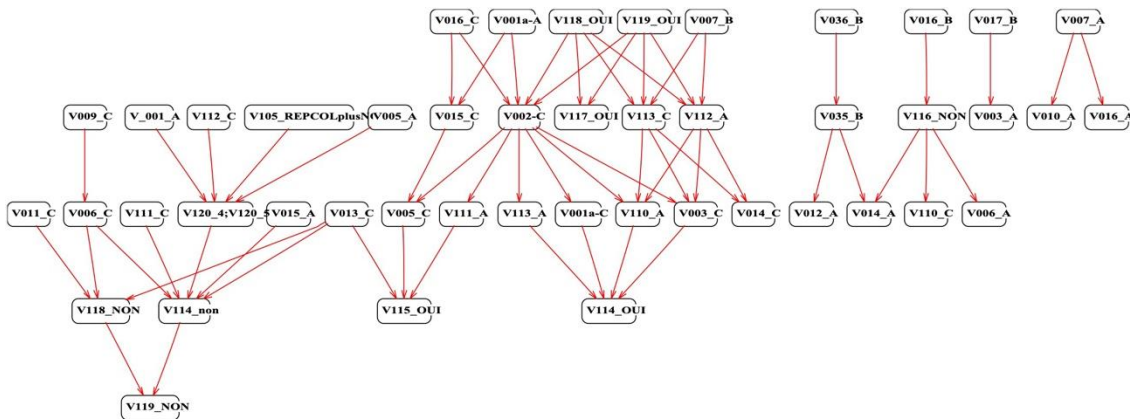 V016_C V001a-A V118_OUI V119_OUI V007_B V036_B V016_B V017_B V007_A
V009_C V_001_A V112_C V105_REPCOLplusN V005_A V015_C V002-C V117_OUI V113_C V112_A V035_B V116_NON V003_A V010_A V016_A
V011_C V006_C V111_C V120_4;V120_5 V015_A V013_C V005_C V111_A V113_A V001a-C V110_A V003_C V014_C V012_A V014_A V110_C V006_A
V118_NON V114_non V115_OUI V114_OUI
V119_NON